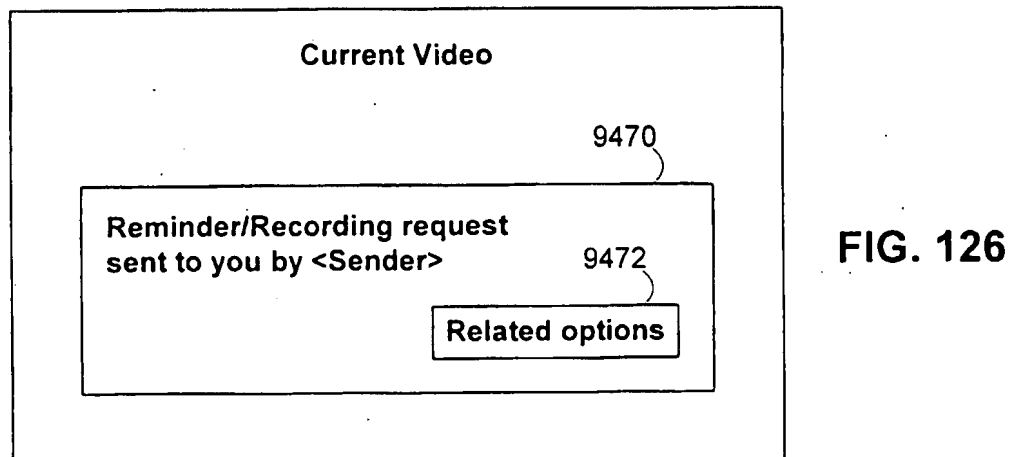 Current Video
9470
Reminder/Recording request
sent to you by <Sender>
9472
Related options
FIG. 126